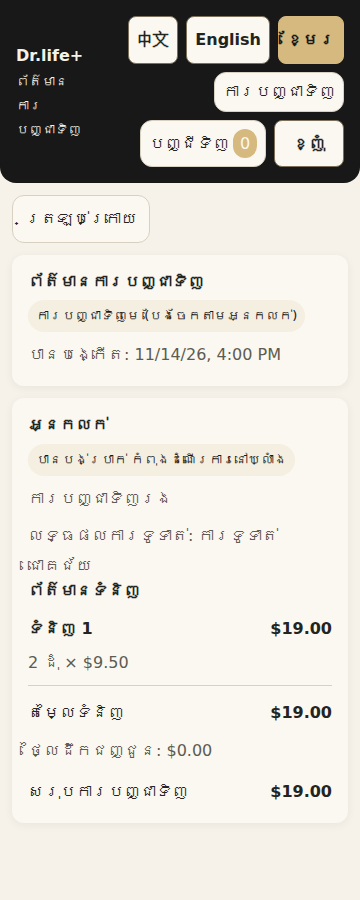 Dr.life+
ព័ត៌មាន
ការ
បញ្ជាទិញ
中文
English
ខ្មែរ
ការបញ្ជាទិញ
បញ្ជីទិញ 0
ខ្ញុំ
ត្រឡប់ក្រោយ
ព័ត៌មានការបញ្ជាទិញ
ការបញ្ជាទិញមេ (បែងចែកតាមអ្នកលក់)
បានបង្កើត: 11/14/26, 4:00 PM
អ្នកលក់
បានបង់ប្រាក់ កំពុងដំណើរការនៅឃ្លាំង
ការបញ្ជាទិញរង
លទ្ធផលការទូទាត់: ការទូទាត់
ជោគជ័យ
ព័ត៌មានទំនិញ
ទំនិញ 1 $19.00
2 ដុំ × $9.50
តម្លៃទំនិញ $19.00
ថ្លៃដឹកជញ្ជូន: $0.00
សរុបការបញ្ជាទិញ $19.00